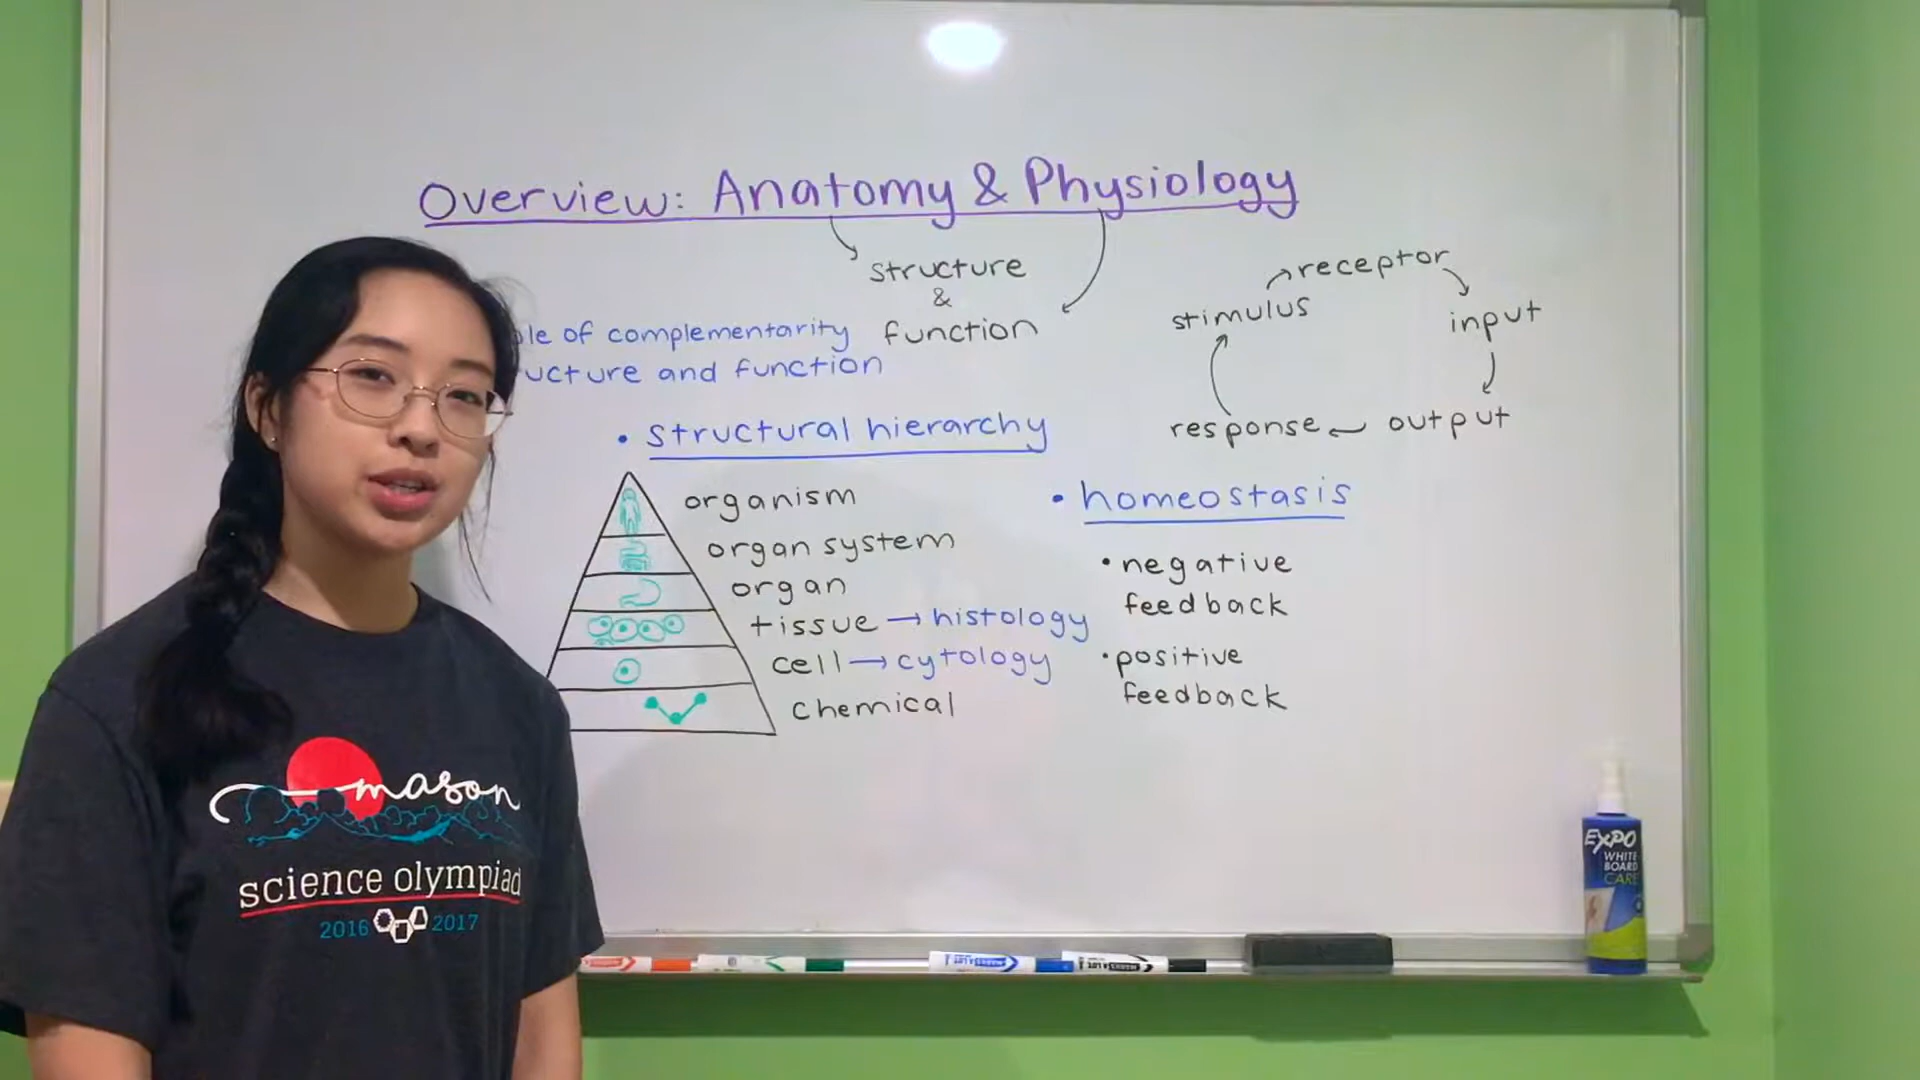 Overview: Anatomy & Physiology
structure
&
function
of complementarity
and function
stimulus
receptor
input
output
response
• structural hierarchy
organism
organ system
organ
tissue → histology
cell → cytology
chemical
• homeostasis
• negative
feedback
• positive
feedback
mason
science olympiad
2016 2017
EXPO
WHITE
BOARD
CARE